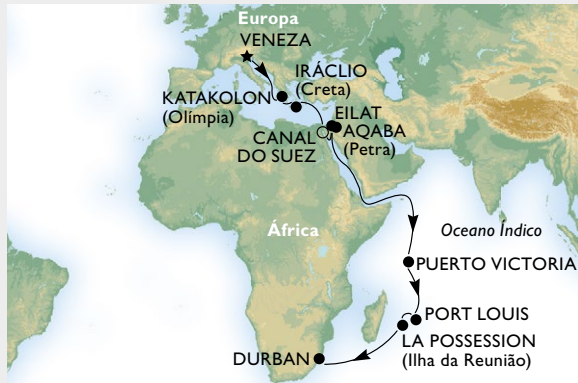 Europa
VENEZA
IRÁCLIO
(Creta)
KATAKOLON
(Olímpia)
EILAT
AQABA
(Petra)
CANAL
DO SUEZ
África
Oceano Índico
PUERTO VICTORIA
PORT LOUIS
LA POSSESSION
(Ilha da Reunião)
DURBAN